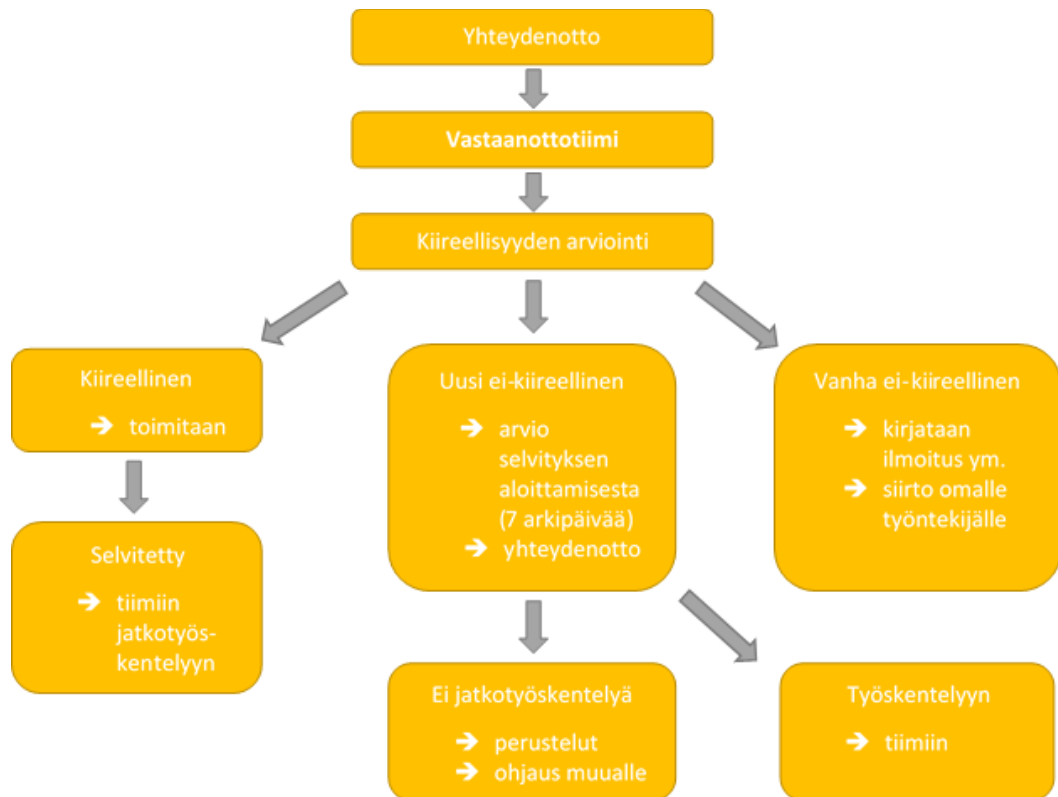 Yhteydenotto
Vastaanottotiimi
Kiireellisyyden arviointi
Kiireellinen
➔ toimitaan
Selvitetty
➔ tiimiin
jatkotyös-
kentelyyn
Uusi ei-kiireellinen
➔ arvio
selvityksen
aloittamisesta
(7 arkipäivää)
➔ yhteydenotto
Vanha ei-kiireellinen
➔ kirjataan
ilmoitus ym.
➔ siirto omalle
työntekijälle
Ei jatkotyöskentelyä
➔ perustelut
➔ ohjaus muualle
Työskentelyyn
➔ tiimiin